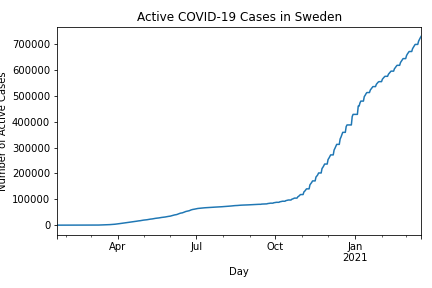 Active COVID-19 Cases in Sweden
700000
600000
500000
400000
300000
200000
100000
0
Number of Active Cases
Apr
Jul
Oct
Jan
2021
Day